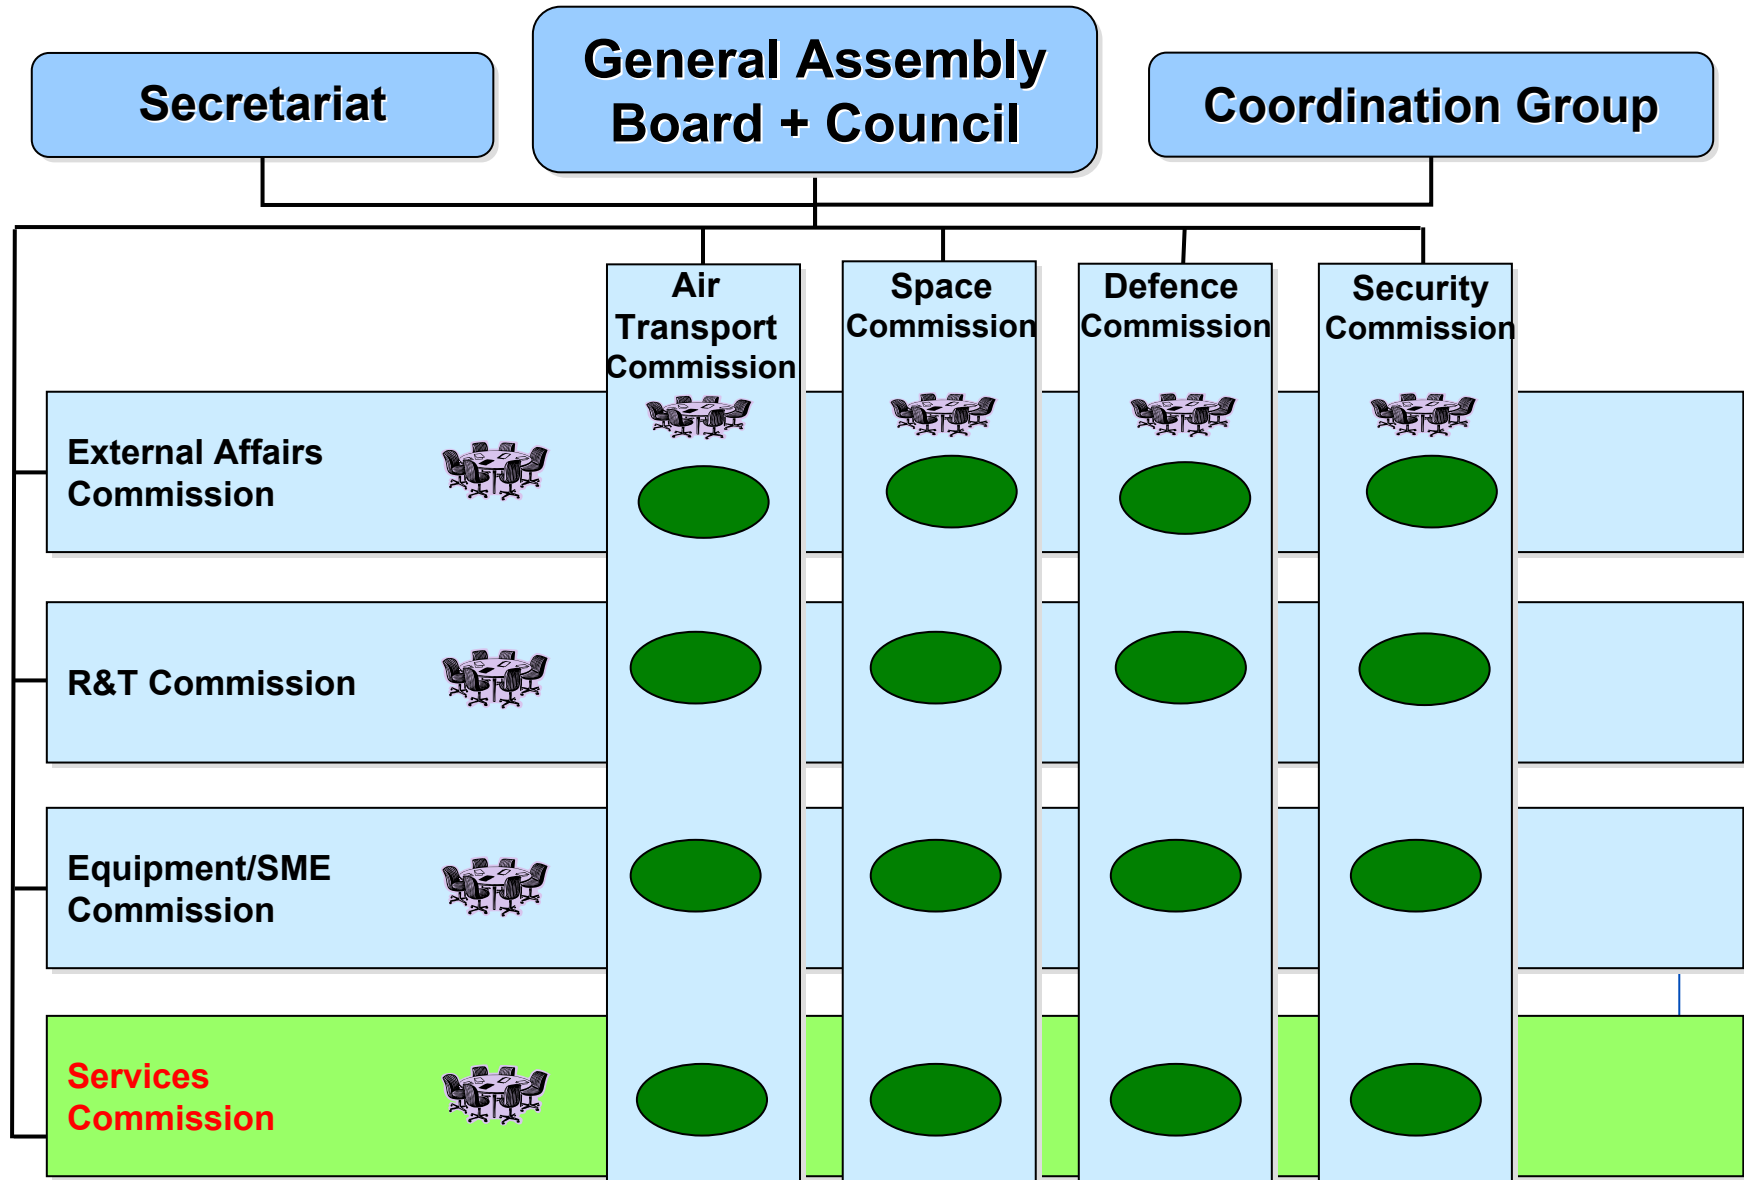 General Assembly
Board + Council
Secretariat
Coordination Group
Air
Transport
Commission
Space
Commission
Defence
Commission
Security
Commission
External Affairs
Commission
R&T Commission
Equipment/SME
Commission
Services
Commission